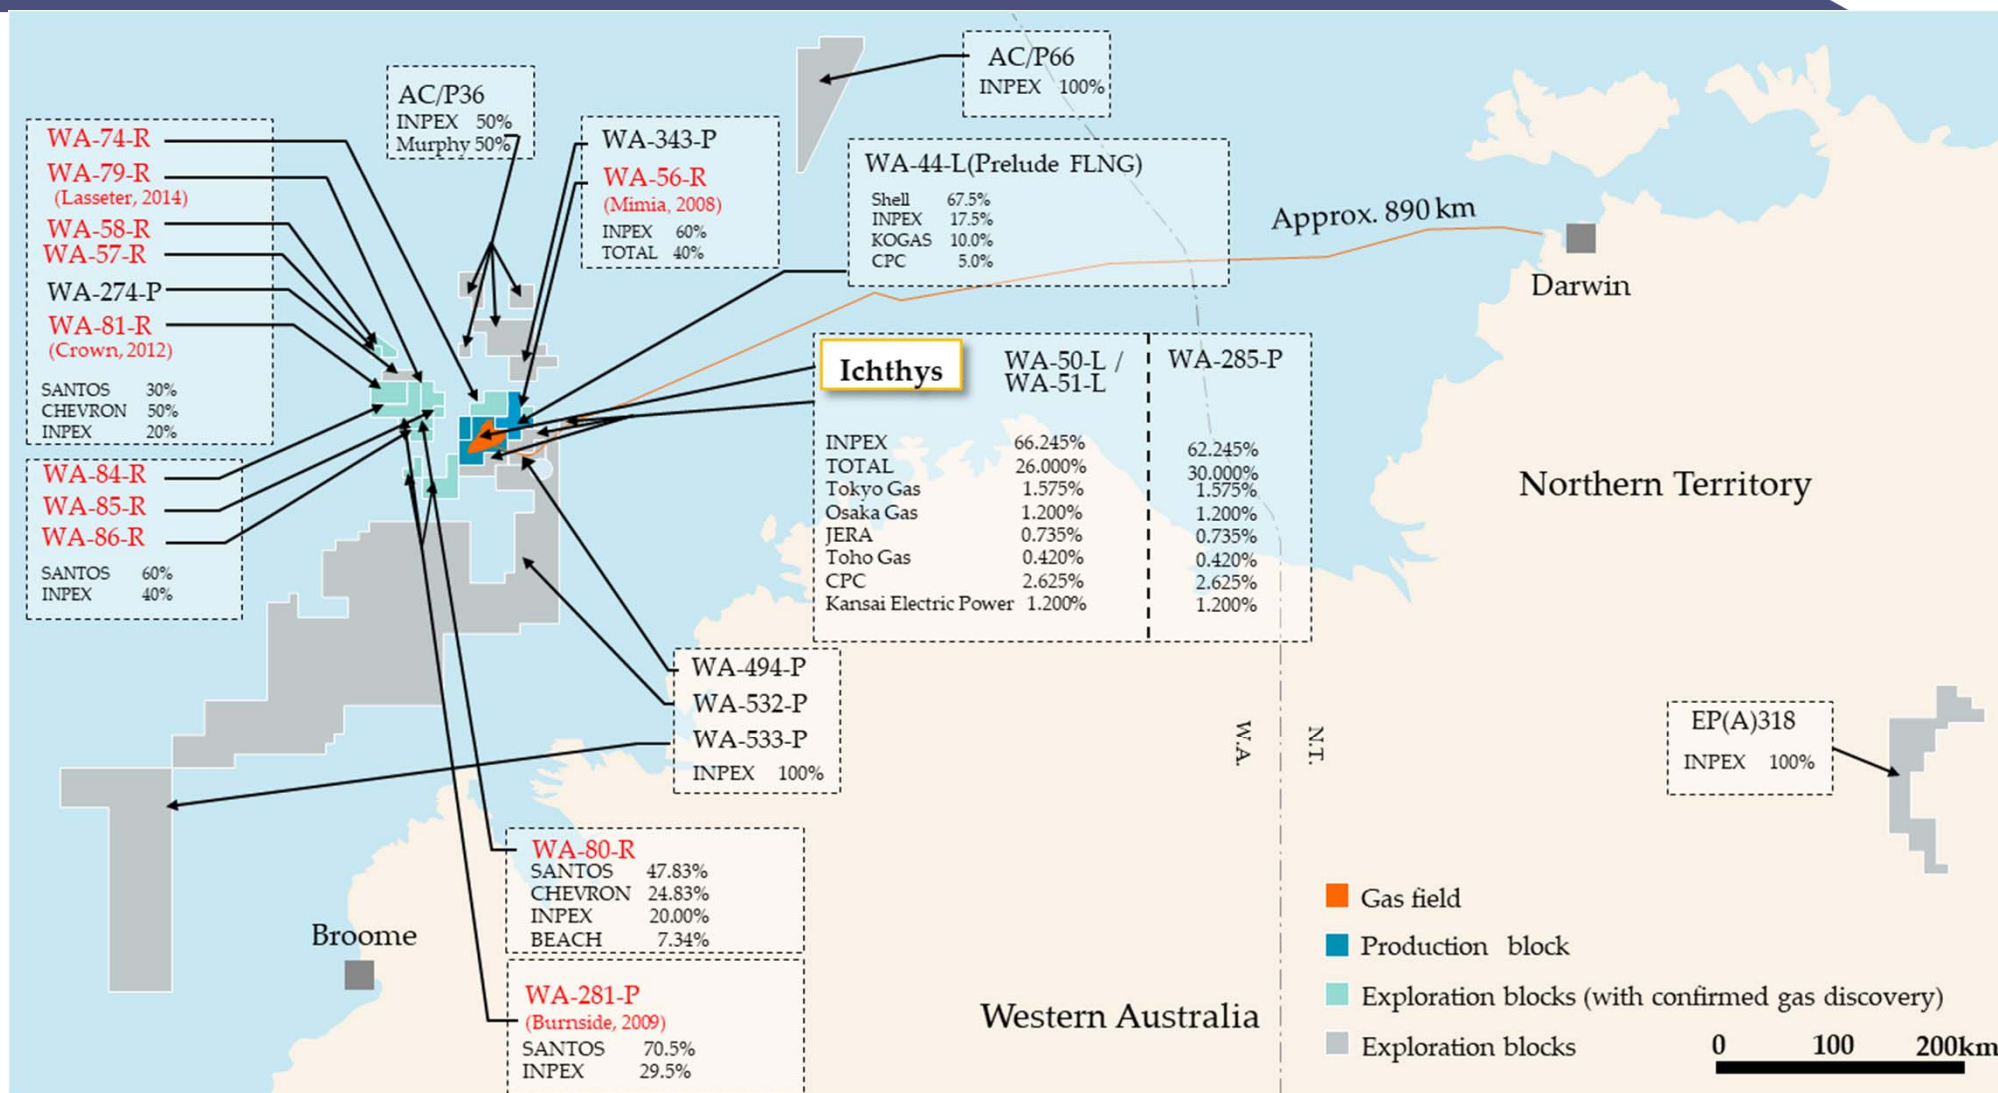 AC/P36
INPEX 50%
Murphy 50%
AC/P66
INPEX 100%
WA-74-R
WA-79-R
(Lasseter, 2014)
WA-58-R
WA-57-R
WA-274-P
WA-81-R
(Crown, 2012)
SANTOS 30%
CHEVRON 50%
INPEX 20%
WA-343-P
WA-56-R
(Mimia, 2008)
INPEX 60%
TOTAL 40%
WA-44-L(Prelude FLNG)
Shell 67.5%
INPEX 17.5%
KOGAS 10.0%
CPC 5.0%
Approx. 890 km
Darwin
WA-84-R
WA-85-R
WA-86-R
SANTOS 60%
INPEX 40%
Ichthys
WA-50-L /
WA-51-L
WA-285-P
INPEX 66.245% 62.245%
TOTAL 26.000% 30.000%
Tokyo Gas 1.575% 1.575%
Osaka Gas 1.200% 1.200%
JERA 0.735% 0.735%
Toho Gas 0.420% 0.420%
CPC 2.625% 2.625%
Kansai Electric Power 1.200% 1.200%
Northern Territory
WA-494-P
WA-532-P
WA-533-P
INPEX 100%
W.A.
N.T.
EP(A)318
INPEX 100%
WA-80-R
SANTOS 47.83%
CHEVRON 24.83%
INPEX 20.00%
BEACH 7.34%
Broome
WA-281-P
(Burnside, 2009)
SANTOS 70.5%
INPEX 29.5%
Western Australia
Gas field
Production block
Exploration blocks (with confirmed gas discovery)
Exploration blocks
0 100 200km